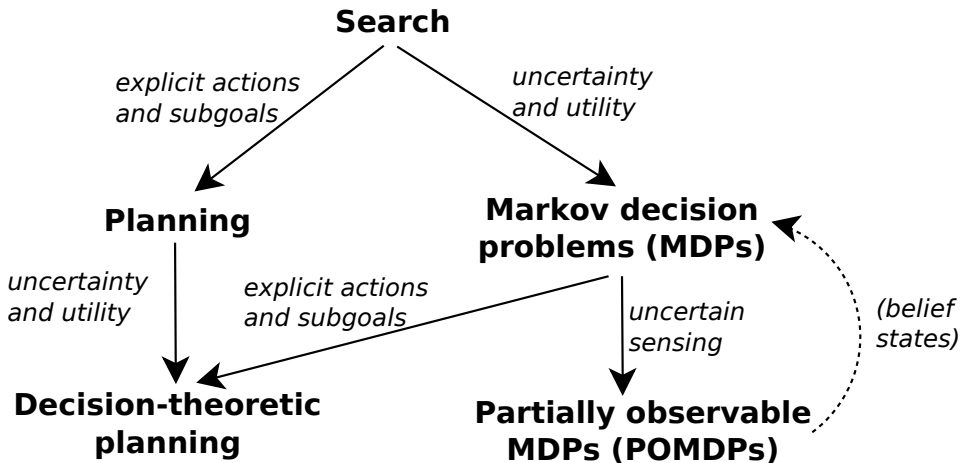 Search
explicit actions
and subgoals
uncertainty
and utility
Planning
Markov decision
problems (MDPs)
uncertainty
and utility
explicit actions
and subgoals
uncertain
sensing
(belief
states)
Decision-theoretic
planning
Partially observable
MDPs (POMDPs)